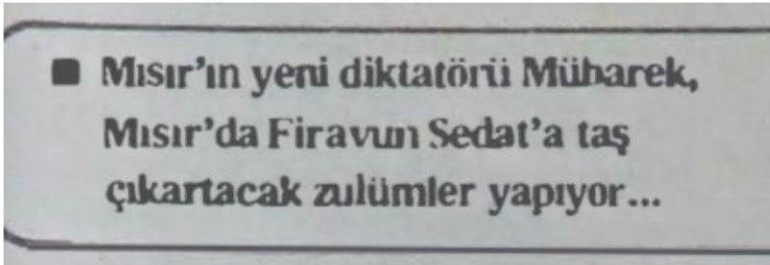 ■ Mısır'ın yeni diktatörü Mübarek,
Mısır'da Firavun Sedat'a taş
çıkartacak zulümler yapıyor...